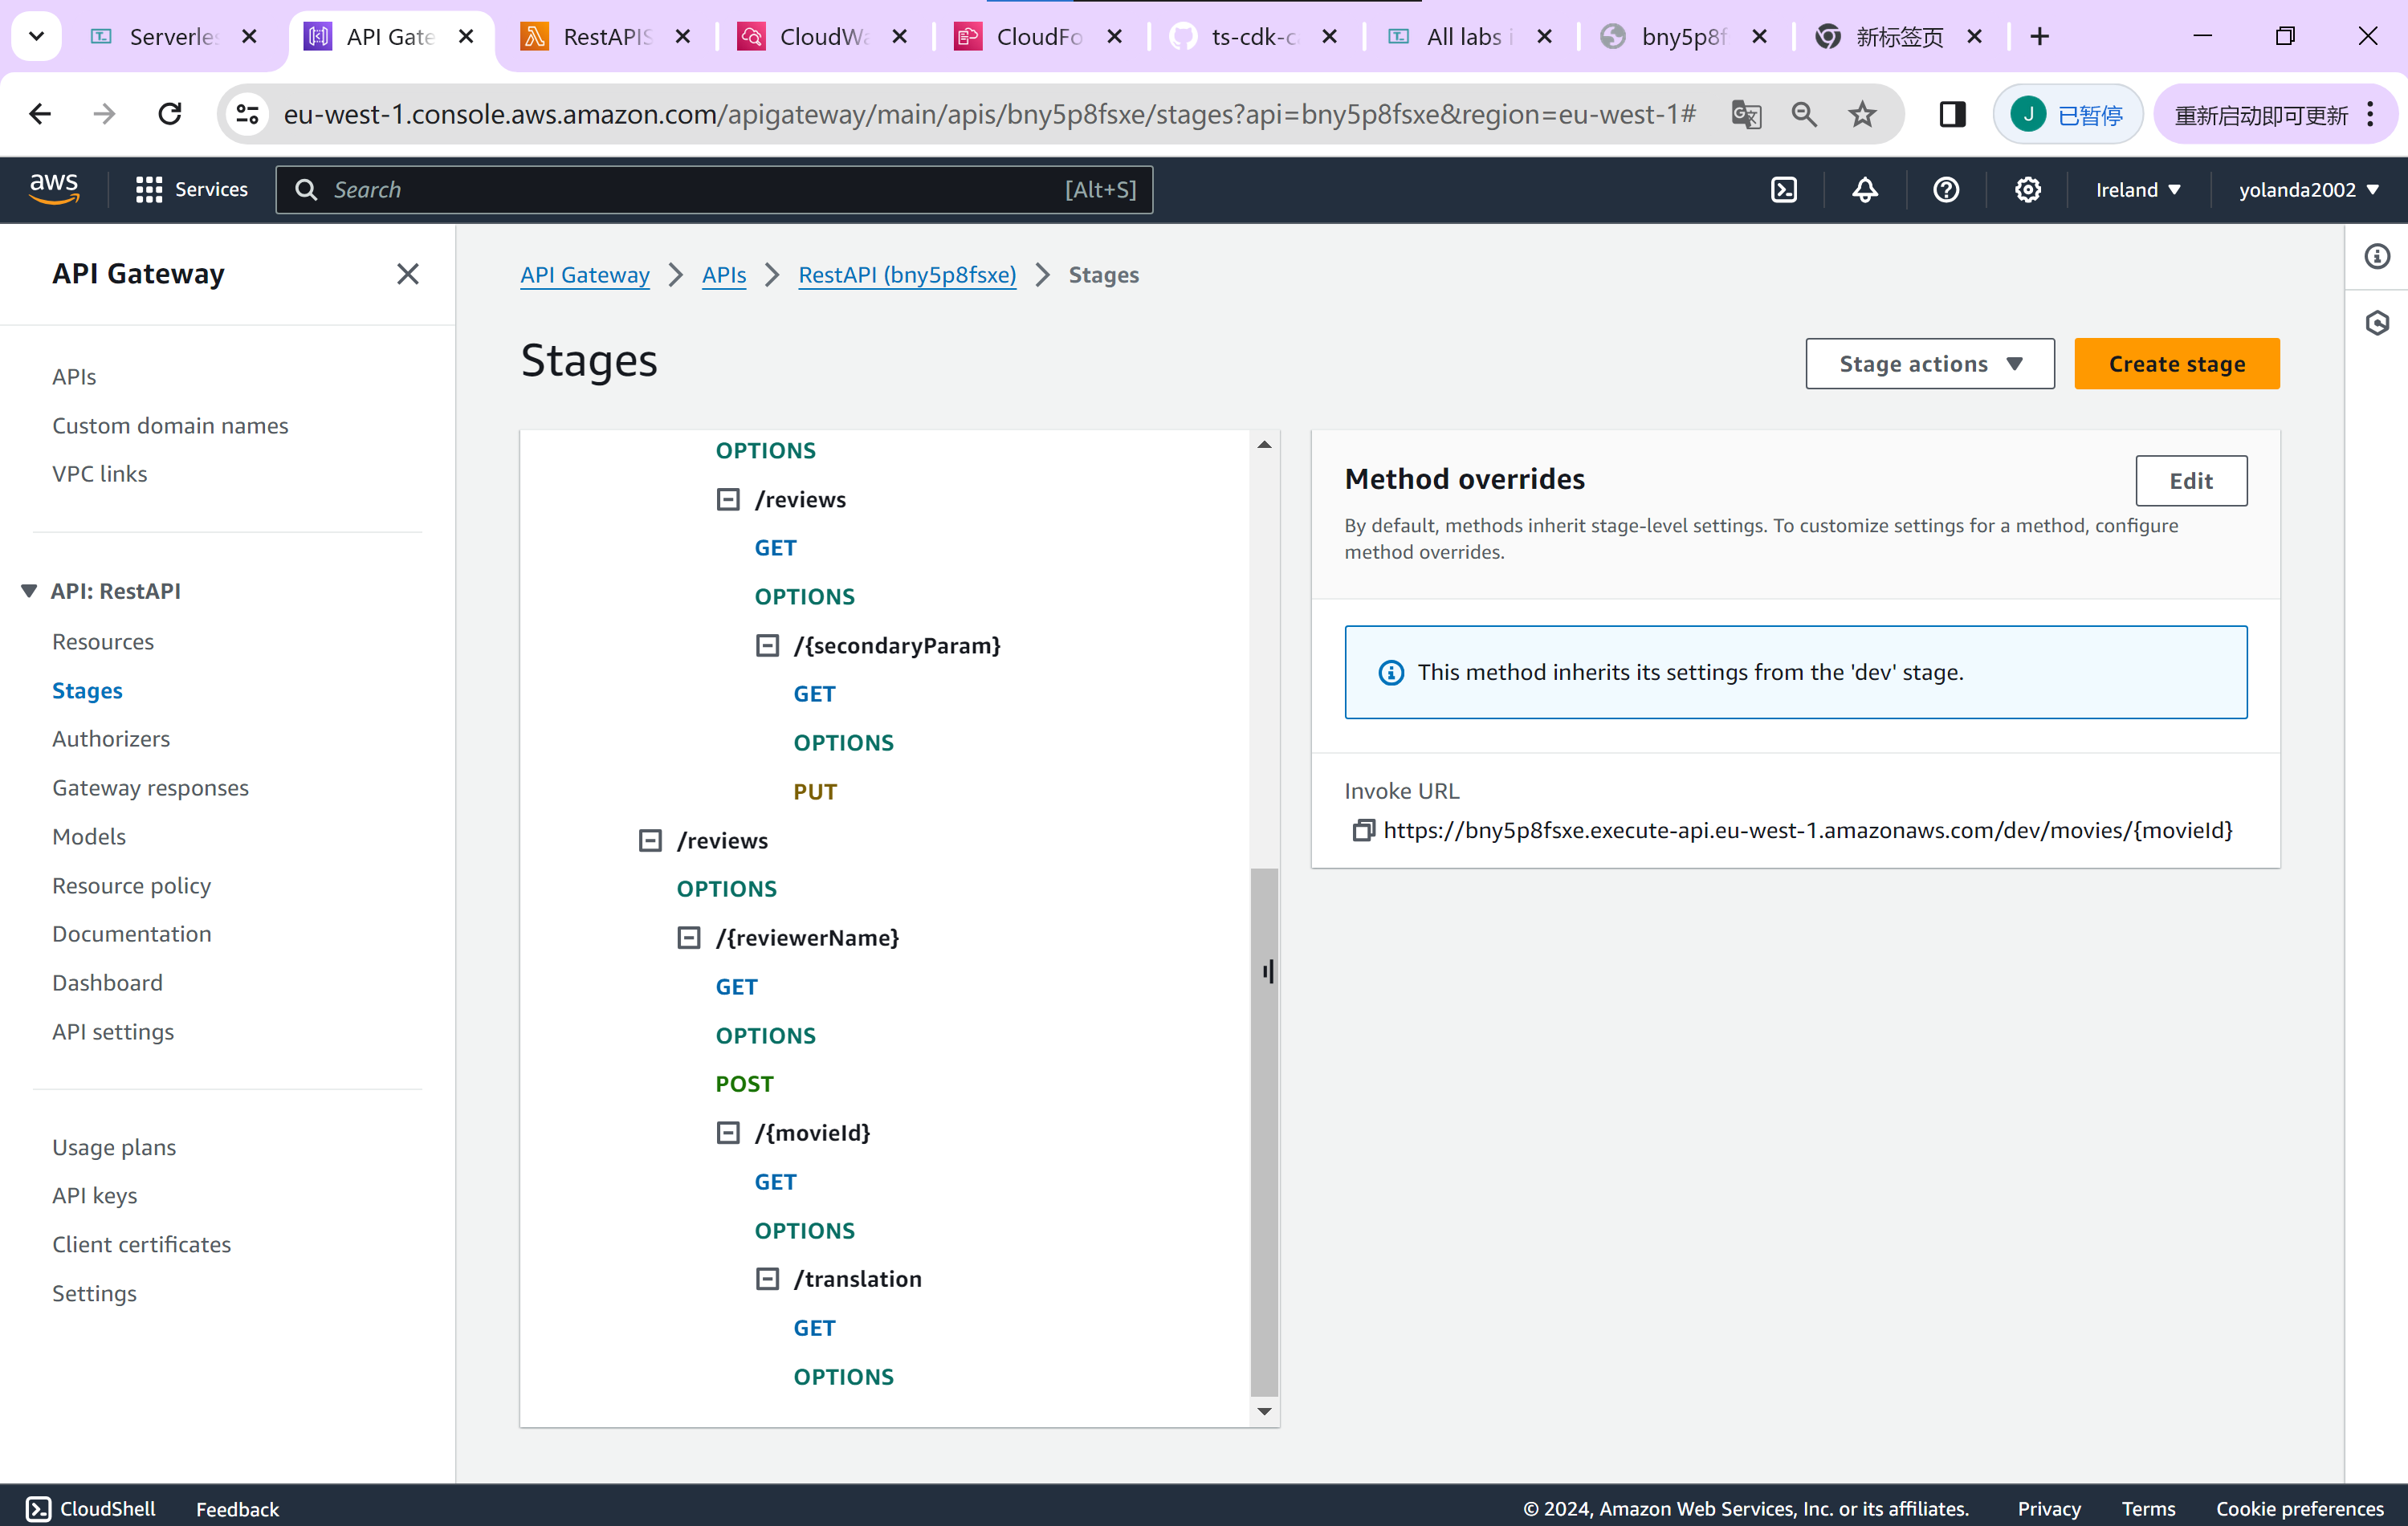 Serverles
API Gate
RestAPIS
CloudWa
CloudFo
ts-cdk-c
All labs i
bny5p8f
新标签页
eu-west-1.console.aws.amazon.com/apigateway/main/apis/bny5p8fsxe/stages?api=bny5p8fsxe&region=eu-west-1#
J
已暂停
重新启动即可更新
aws
Services
Search
[Alt+S]
Ireland
yolanda2002
API Gateway
APIs
Custom domain names
VPC links
API: RestAPI
Resources
Stages
Authorizers
Gateway responses
Models
Resource policy
Documentation
Dashboard
API settings
Usage plans
API keys
Client certificates
Settings
API Gateway
APIs
RestAPI (bny5p8fsxe)
Stages
Stages
Stage actions
Create stage
OPTIONS
/reviews
GET
OPTIONS
/{secondaryParam}
GET
OPTIONS
PUT
/reviews
OPTIONS
/{reviewerName}
GET
OPTIONS
POST
/{movieId}
GET
OPTIONS
/translation
GET
OPTIONS
Method overrides
Edit
By default, methods inherit stage-level settings. To customize settings for a method, configure
method overrides.
This method inherits its settings from the 'dev' stage.
Invoke URL
https://bny5p8fsxe.execute-api.eu-west-1.amazonaws.com/dev/movies/{movieId}
CloudShell
Feedback
© 2024, Amazon Web Services, Inc. or its affiliates.
Privacy
Terms
Cookie preferences